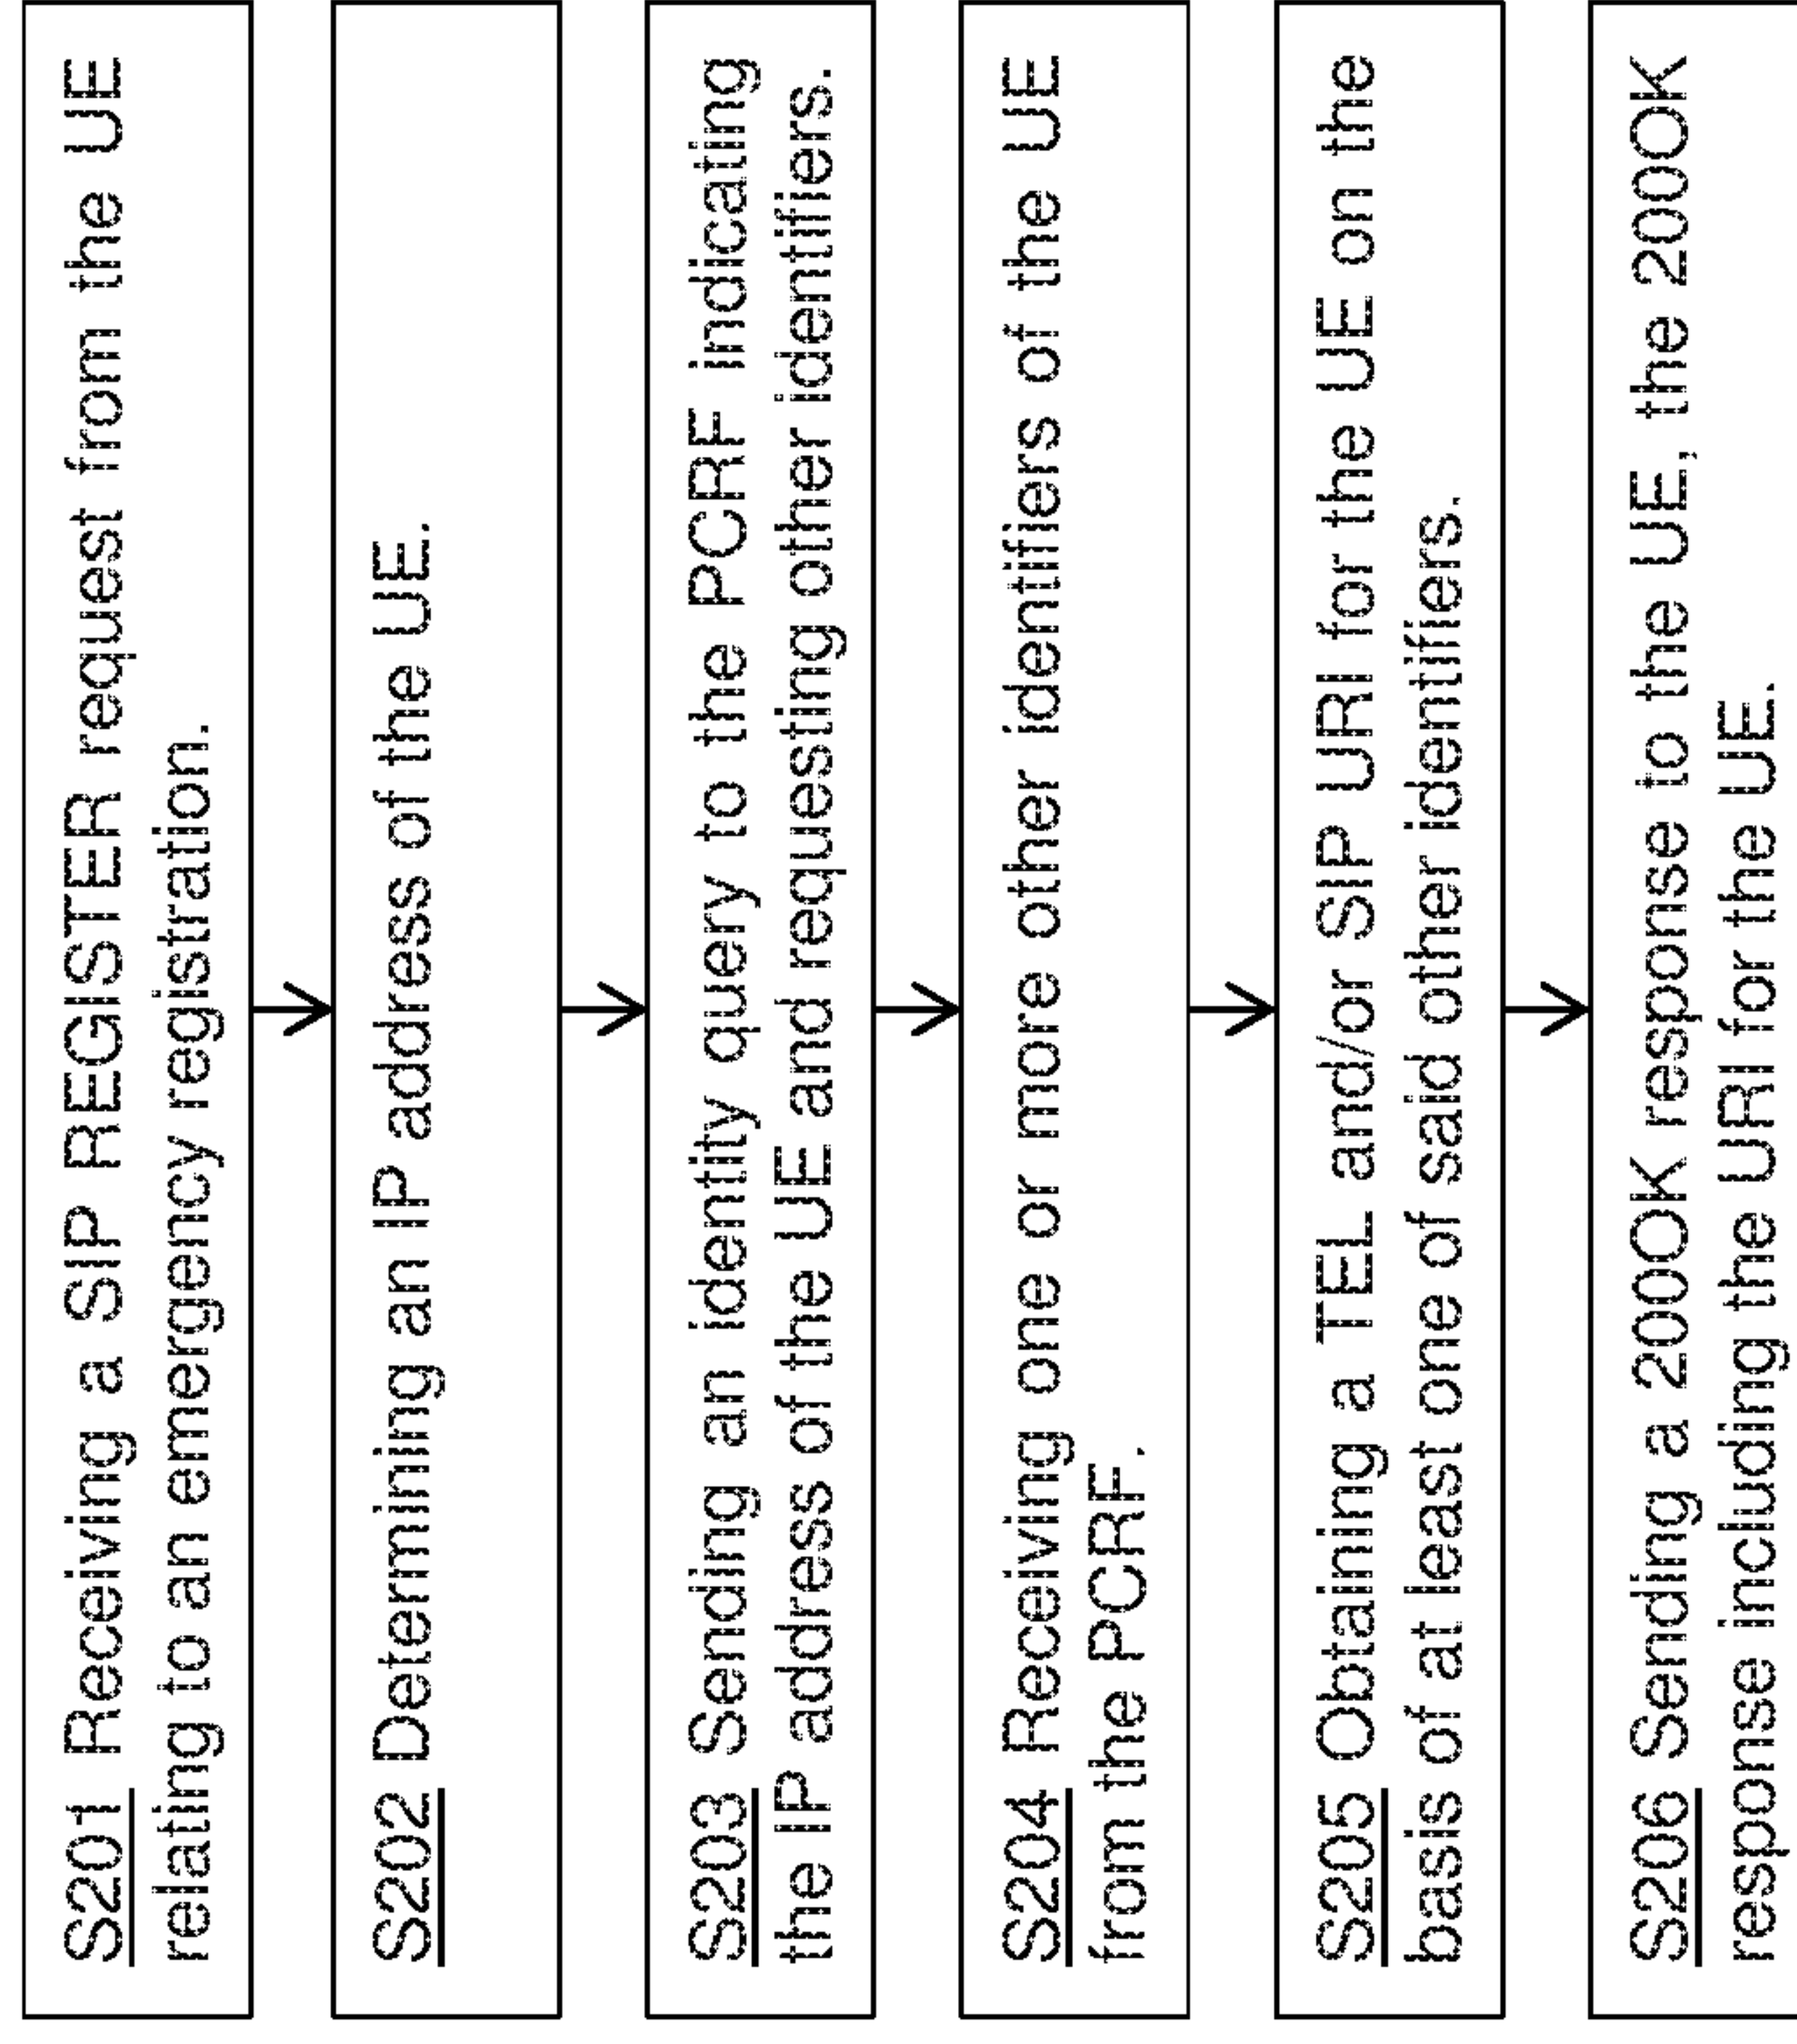 S201 Receiving a SIP REGISTER request from the UE
relating to an emergency registration.
S202 Determining an IP address of the UE.
S203 Sending an identity query to the PCRF indicating
the IP address of the UE and requesting other identifiers.
S204 Receiving one or more other identifiers of the UE
from the PCRF.
S205 Obtaining a TEL and/or SIP URI for the UE on the
basis of at least one of said other identifiers.
S206 Sending a 200OK response to the UE, the 200OK
response including the URI for the UE.